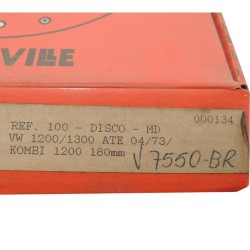 VILLE
000134
REF. 100 - DISCO - MD
VW 1200/1300 ATE 04/73/
KOMBI 1200 180mm
√7550-BR